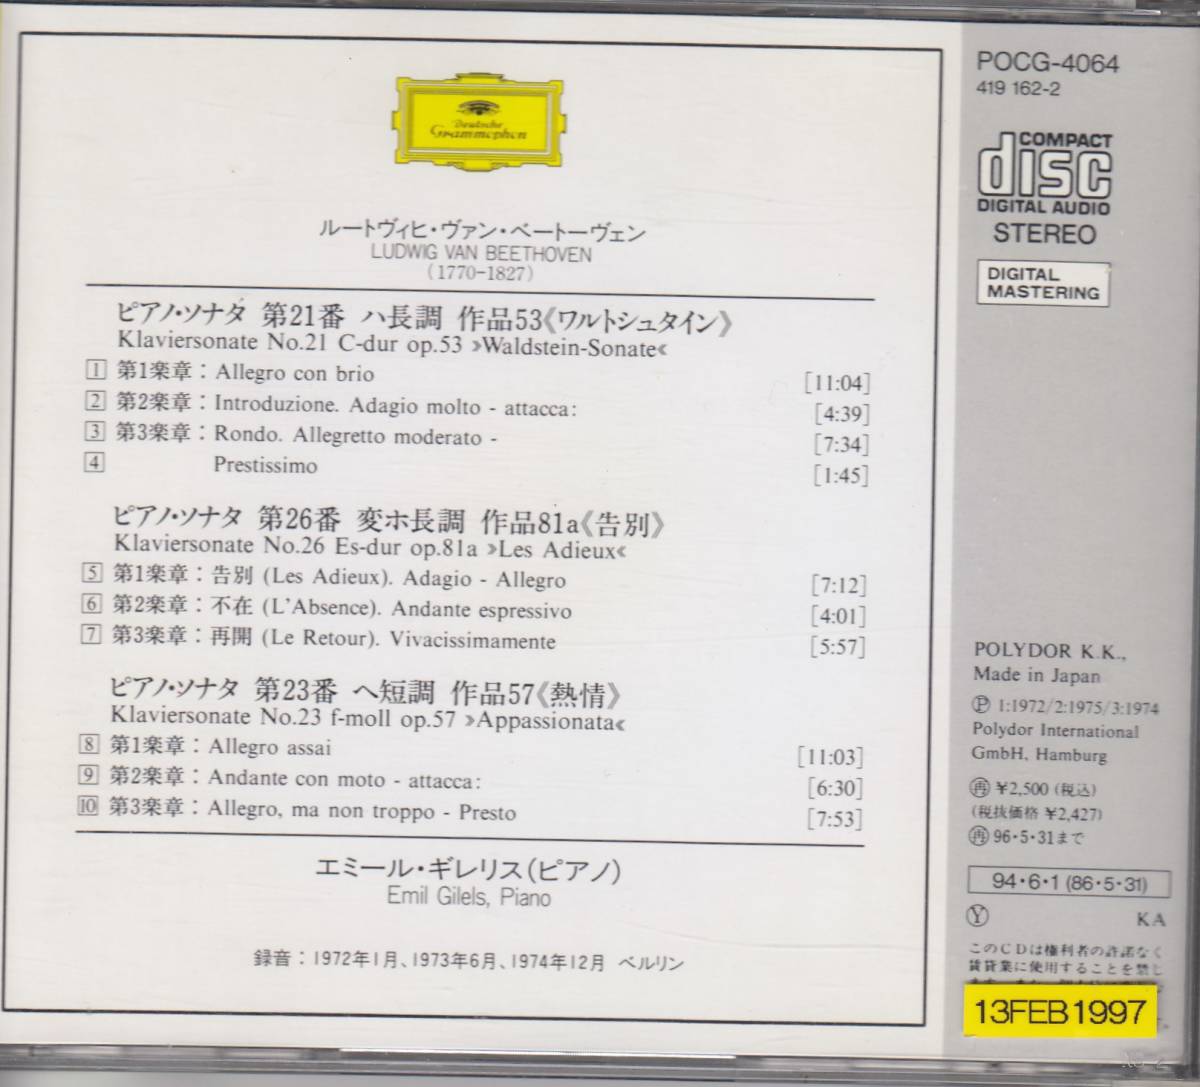 Deutsche
Grammophon
ルートヴィヒ・ヴァン・ベートーヴェン
LUDWIG VAN BEETHOVEN
(1770-1827)
ピアノ・ソナタ 第21番 ハ長調 作品53《ワルトシュタイン》
Klaviersonate No.21 C-dur op.53 »Waldstein-Sonate«
1 第1楽章：Allegro con brio [11:04]
2 第2楽章：Introduzione. Adagio molto - attacca: [4:39]
3 第3楽章：Rondo. Allegretto moderato - [7:34]
4 Prestissimo [1:45]
ピアノ・ソナタ 第26番 変ホ長調 作品81a《告別》
Klaviersonate No.26 Es-dur op.81a »Les Adieux«
5 第1楽章：告別 (Les Adieux). Adagio - Allegro [7:12]
6 第2楽章：不在 (L'Absence). Andante espressivo [4:01]
7 第3楽章：再開 (Le Retour). Vivacissimamente [5:57]
ピアノ・ソナタ 第23番 ヘ短調 作品57《熱情》
Klaviersonate No.23 f-moll op.57 »Appassionata«
8 第1楽章：Allegro assai [11:03]
9 第2楽章：Andante con moto - attacca: [6:30]
10 第3楽章：Allegro, ma non troppo - Presto [7:53]
エミール・ギレリス(ピアノ)
Emil Gilels, Piano
録音：1972年1月、1973年6月、1974年12月 ベルリン
POCG-4064
419 162-2
COMPACT
disc
DIGITAL AUDIO
STEREO
DIGITAL
MASTERING
POLYDOR K.K.,
Made in Japan
Ⓟ 1:1972/2:1975/3:1974
Polydor International
GmbH, Hamburg
再 ¥2,500 (税込)
(税抜価格 ¥2,427)
再 96・5・31まで
94・6・1 (86・5・31)
Ⓨ KA
このCDは権利者の許諾なく
賃貸業に使用することを禁じ
13FEB1997